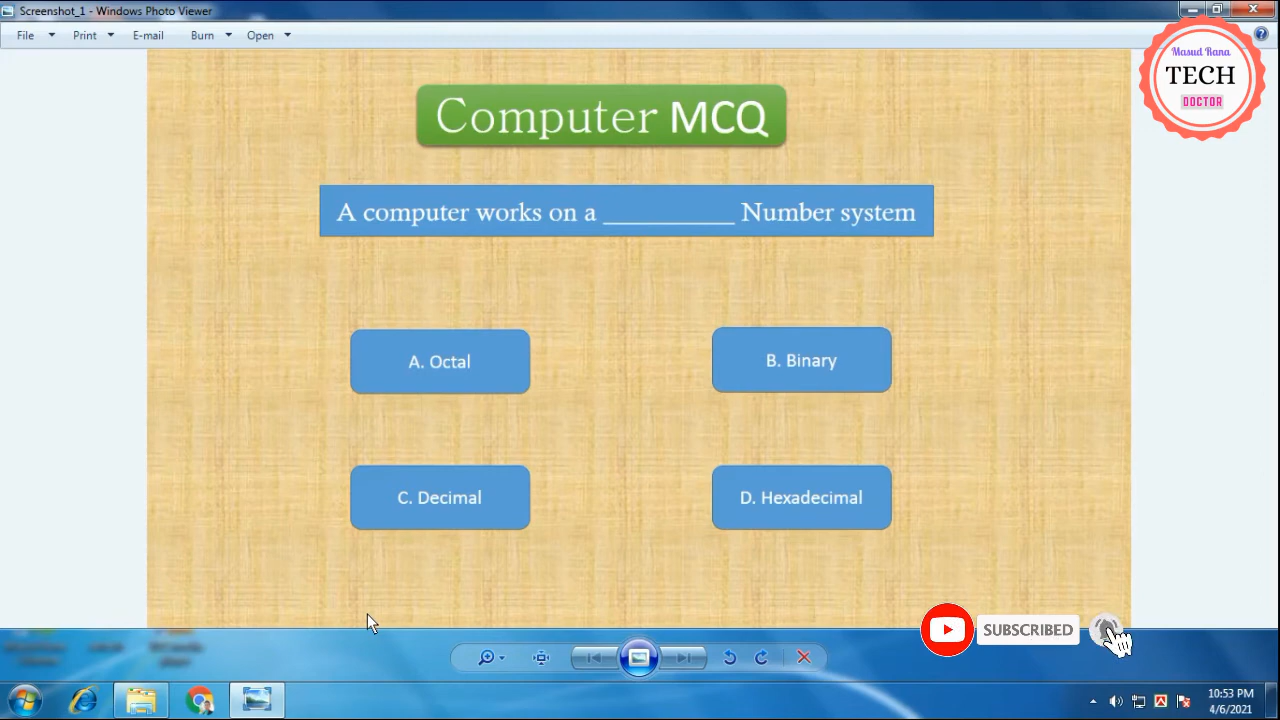 Screenshot_1 - Windows Photo Viewer
File Print E-mail Burn Open
Masud Rana
TECH
DOCTOR
Computer MCQ
A computer works on a __________ Number system
A. Octal
B. Binary
C. Decimal
D. Hexadecimal
SUBSCRIBED
10:53 PM
4/6/2021